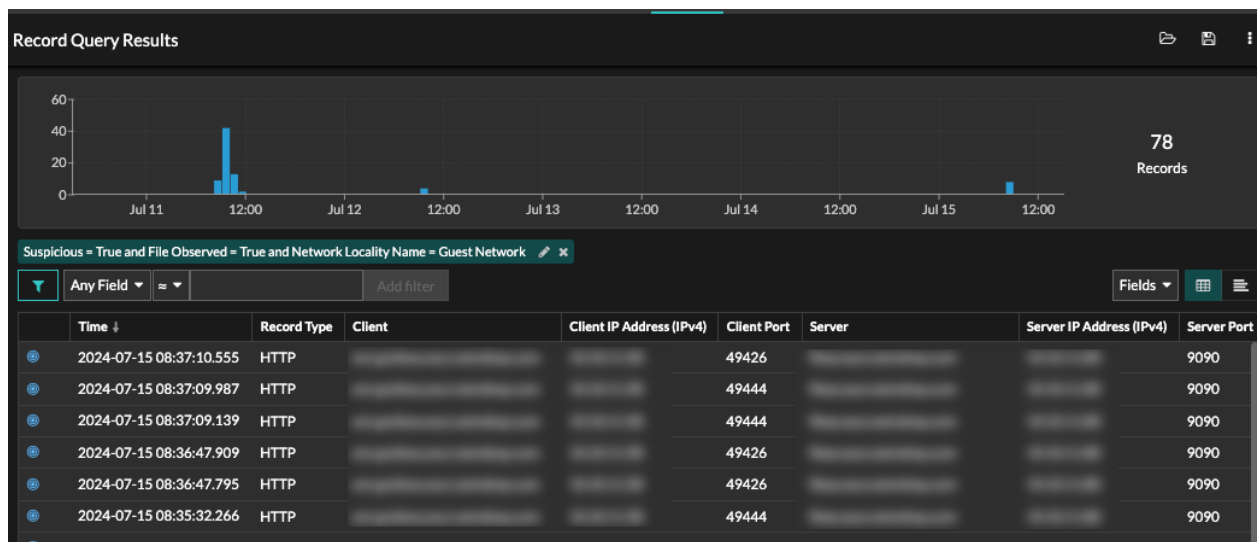 Record Query Results
60
40
20
0
Jul 11 12:00 Jul 12 12:00 Jul 13 12:00 Jul 14 12:00 Jul 15 12:00
78
Records
Suspicious = True and File Observed = True and Network Locality Name = Guest Network
Any Field ≈ Add filter Fields
Time ↓ Record Type Client Client IP Address (IPv4) Client Port Server Server IP Address (IPv4) Server Port
2024-07-15 08:37:10.555 HTTP 49426 9090
2024-07-15 08:37:09.987 HTTP 49444 9090
2024-07-15 08:37:09.139 HTTP 49444 9090
2024-07-15 08:36:47.909 HTTP 49426 9090
2024-07-15 08:36:47.795 HTTP 49426 9090
2024-07-15 08:35:32.266 HTTP 49444 9090